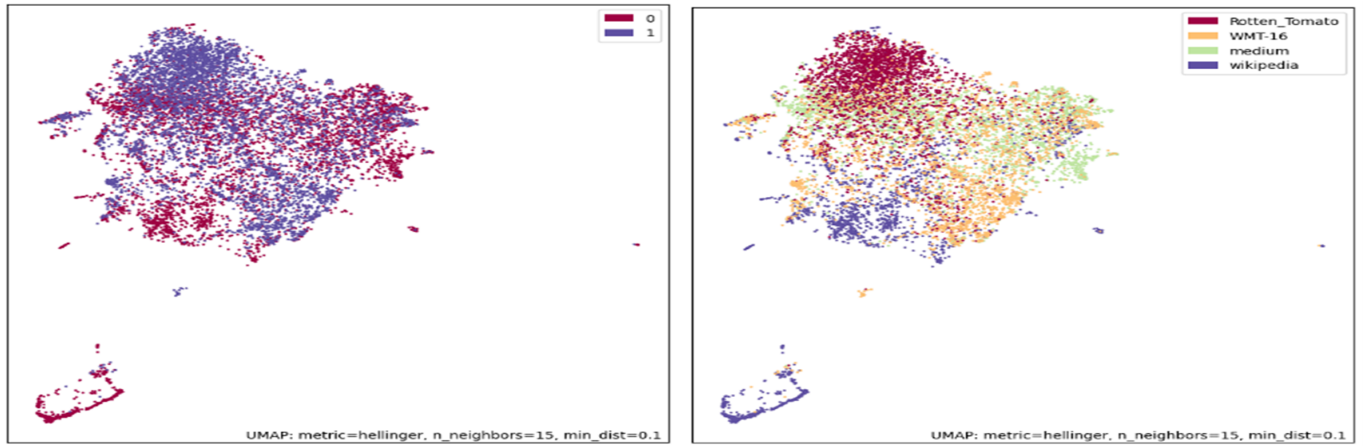 0
1
UMAP: metric=hellinger, n_neighbors=15, min_dist=0.1
Rotten_Tomato
WMT-16
medium
wikipedia
UMAP: metric=hellinger, n_neighbors=15, min_dist=0.1